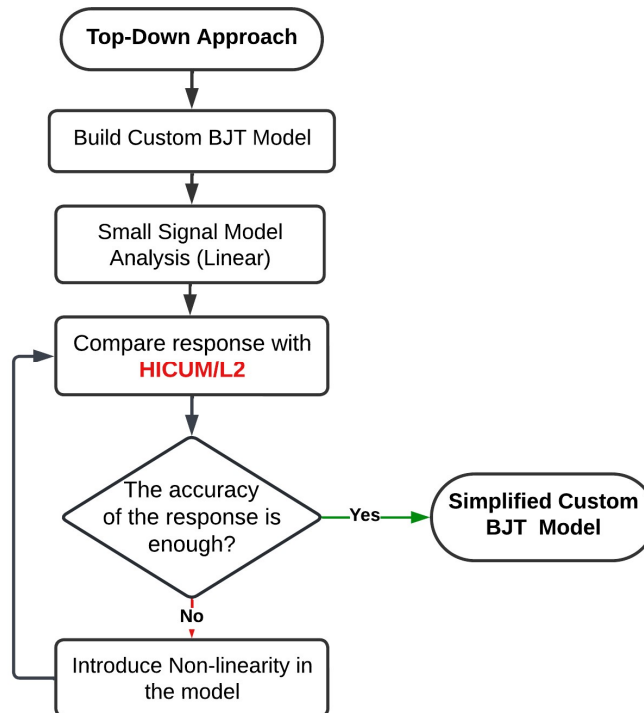 Top-Down Approach
Build Custom BJT Model
Small Signal Model
Analysis (Linear)
Compare response with
HICUM/L2
The accuracy
of the response is
enough?
Yes
Simplified Custom
BJT Model
No
Introduce Non-linearity in
the model